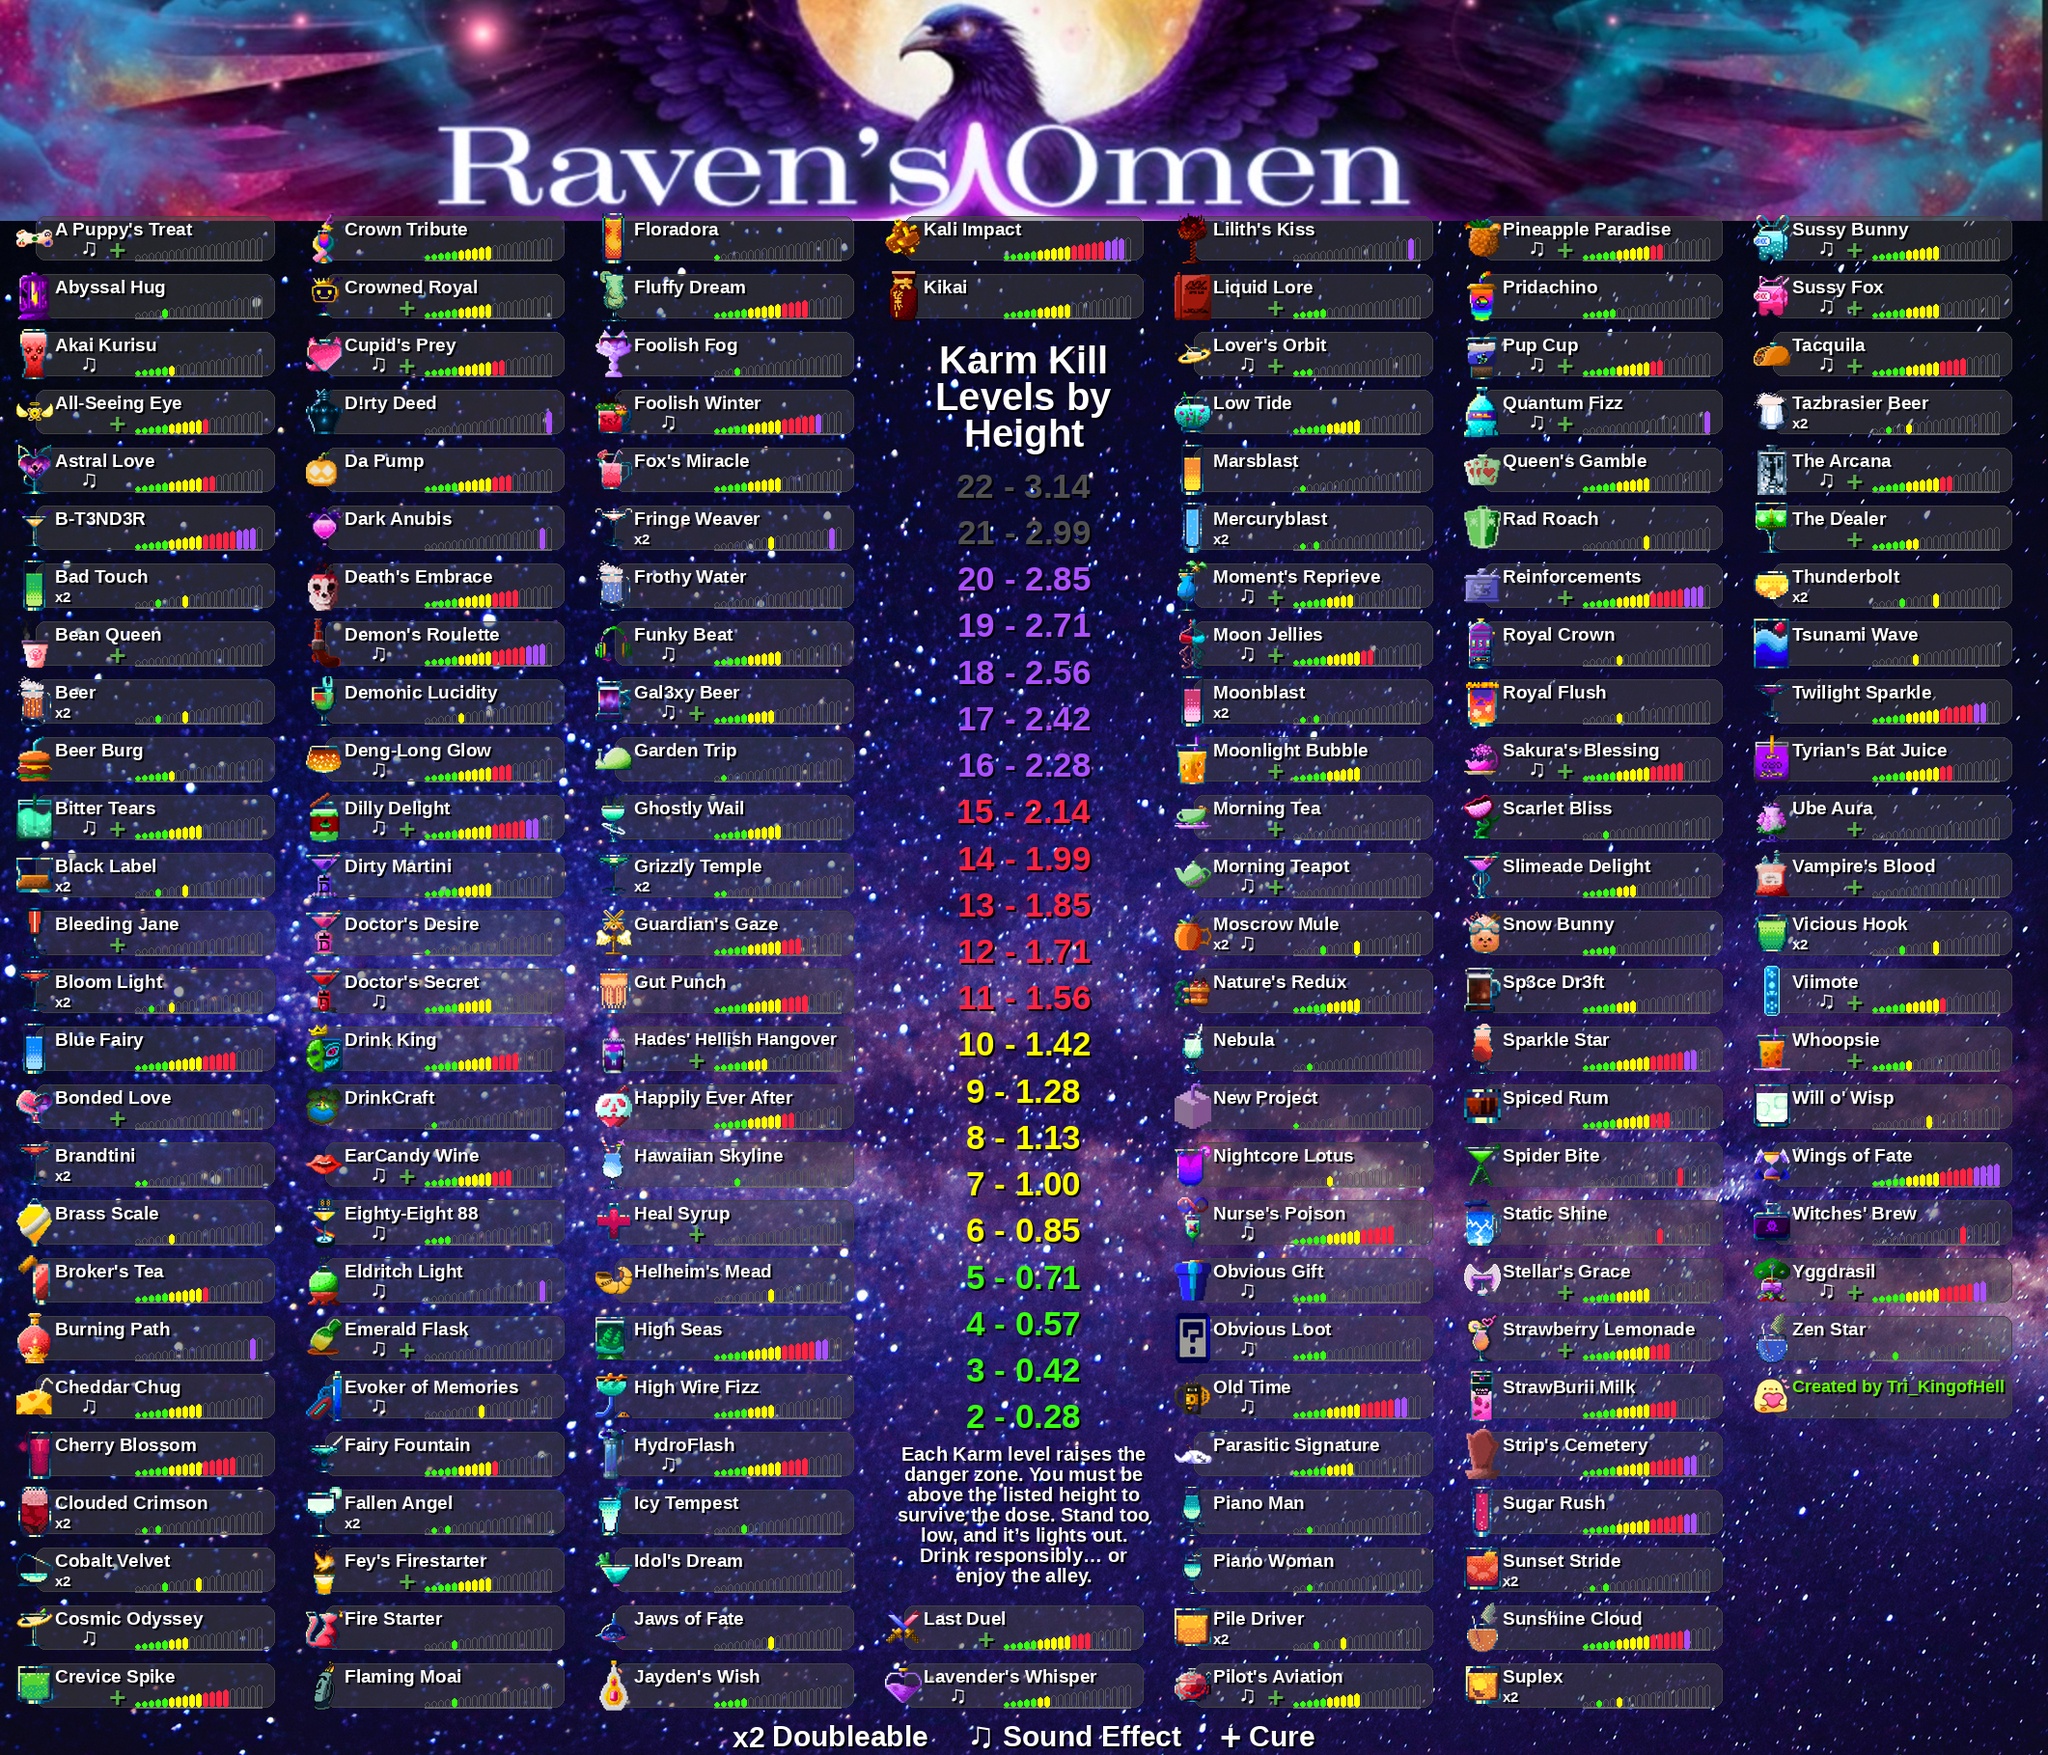 Raven's Omen
A Puppy's Treat
♫ +
Abyssal Hug
Akai Kurisu
♫
All-Seeing Eye
+
Astral Love
♫
B-T3ND3R
Bad Touch
x2
Bean Queen
+
Beer
x2
Beer Burg
Bitter Tears
♫ +
Black Label
x2
Bleeding Jane
+
Bloom Light
x2
Blue Fairy
Bonded Love
+
Brandtini
x2
Brass Scale
Broker's Tea
Burning Path
Cheddar Chug
♫
Cherry Blossom
Clouded Crimson
x2
Cobalt Velvet
x2
Cosmic Odyssey
♫
Crevice Spike
+
Crown Tribute
Crowned Royal
+
Cupid's Prey
♫ +
D!rty Deed
Da Pump
Dark Anubis
Death's Embrace
Demon's Roulette
♫
Demonic Lucidity
Deng-Long Glow
♫
Dilly Delight
♫ +
Dirty Martini
Doctor's Desire
Doctor's Secret
♫
Drink King
DrinkCraft
EarCandy Wine
♫ +
Eighty-Eight 88
♫
Eldritch Light
♫
Emerald Flask
♫ +
Evoker of Memories
♫
Fairy Fountain
Fallen Angel
x2
Fey's Firestarter
+
Fire Starter
Flaming Moai
Floradora
Fluffy Dream
Foolish Fog
Foolish Winter
♫
Fox's Miracle
Fringe Weaver
x2
Frothy Water
Funky Beat
♫
Gal3xy Beer
♫ +
Garden Trip
Ghostly Wail
Grizzly Temple
x2
Guardian's Gaze
Gut Punch
Hades' Hellish Hangover
+
Happily Ever After
Hawaiian Skyline
Heal Syrup
+
Helheim's Mead
High Seas
High Wire Fizz
HydroFlash
♫
Icy Tempest
Idol's Dream
Jaws of Fate
Jayden's Wish
Kali Impact
Kikai
Karm Kill
Levels by
Height
22 - 3.14
21 - 2.99
20 - 2.85
19 - 2.71
18 - 2.56
17 - 2.42
16 - 2.28
15 - 2.14
14 - 1.99
13 - 1.85
12 - 1.71
11 - 1.56
10 - 1.42
9 - 1.28
8 - 1.13
7 - 1.00
6 - 0.85
5 - 0.71
4 - 0.57
3 - 0.42
2 - 0.28
Each Karm level raises the
danger zone. You must be
above the listed height to
survive the dose. Stand too
low, and it's lights out.
Drink responsibly… or
enjoy the alley.
Last Duel
+
Lavender's Whisper
♫
Lilith's Kiss
Liquid Lore
+
Lover's Orbit
♫ +
Low Tide
Marsblast
Mercuryblast
x2
Moment's Reprieve
♫ +
Moon Jellies
♫ +
Moonblast
x2
Moonlight Bubble
+
Morning Tea
+
Morning Teapot
♫ +
Moscrow Mule
x2 ♫
Nature's Redux
Nebula
New Project
Nightcore Lotus
Nurse's Poison
♫
Obvious Gift
♫
Obvious Loot
♫
Old Time
♫
Parasitic Signature
Piano Man
Piano Woman
Pile Driver
x2
Pilot's Aviation
♫ +
Pineapple Paradise
♫ +
Pridachino
Pup Cup
♫ +
Quantum Fizz
♫ +
Queen's Gamble
Rad Roach
Reinforcements
+
Royal Crown
Royal Flush
Sakura's Blessing
♫ +
Scarlet Bliss
Slimeade Delight
Snow Bunny
Sp3ce Dr3ft
Sparkle Star
Spiced Rum
Spider Bite
Static Shine
Stellar's Grace
+
Strawberry Lemonade
+
StrawBurii Milk
Strip's Cemetery
Sugar Rush
Sunset Stride
x2
Sunshine Cloud
Suplex
x2
Sussy Bunny
♫ +
Sussy Fox
♫ +
Tacquila
♫ +
Tazbrasier Beer
x2
The Arcana
♫ +
The Dealer
+
Thunderbolt
x2
Tsunami Wave
Twilight Sparkle
Tyrian's Bat Juice
Ube Aura
+
Vampire's Blood
+
Vicious Hook
x2
Viimote
♫ +
Whoopsie
+
Will o' Wisp
Wings of Fate
Witches' Brew
Yggdrasil
♫ +
Zen Star
Created by Tri_KingofHell
x2 Doubleable ♫ Sound Effect + Cure